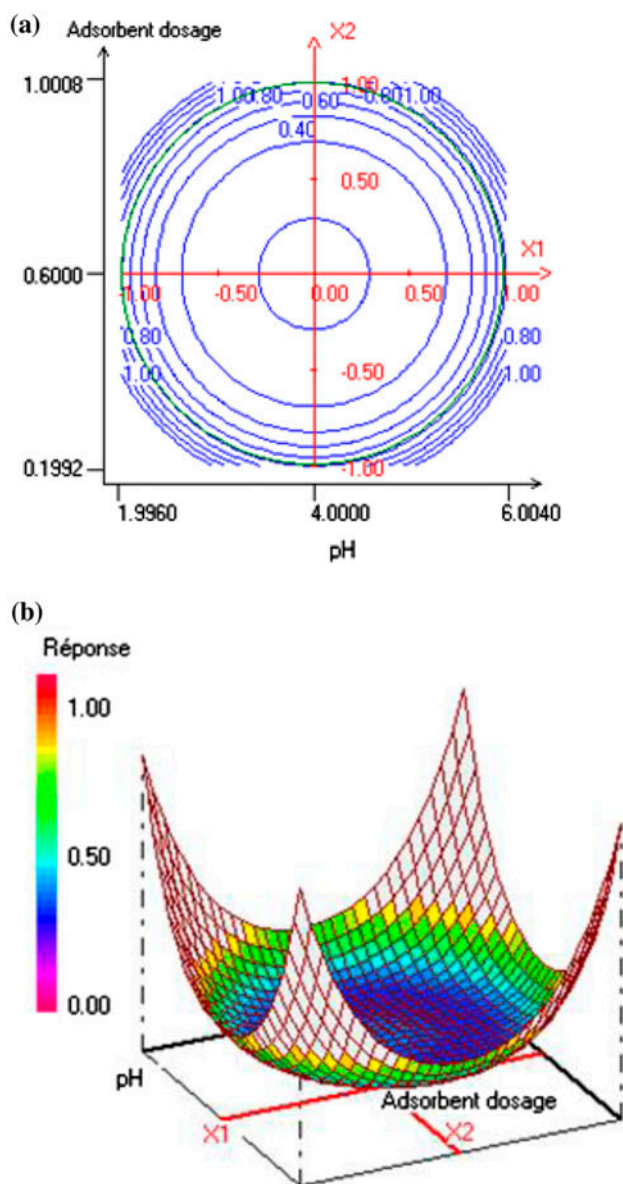 (a)
Adsorbent dosage
X2
1.0008
1.00 0.80 1.00 0.80 1.00
0.60
0.40
0.50
X1
0.6000
-1.00 -0.50 0.00 0.50 1.00
0.80 0.80
-0.50
1.00 1.00
0.1992
-1.00
1.9960 4.0000 6.0040
pH
(b)
Réponse
1.00
0.50
0.00
pH
Adsorbent dosage
X1 X2